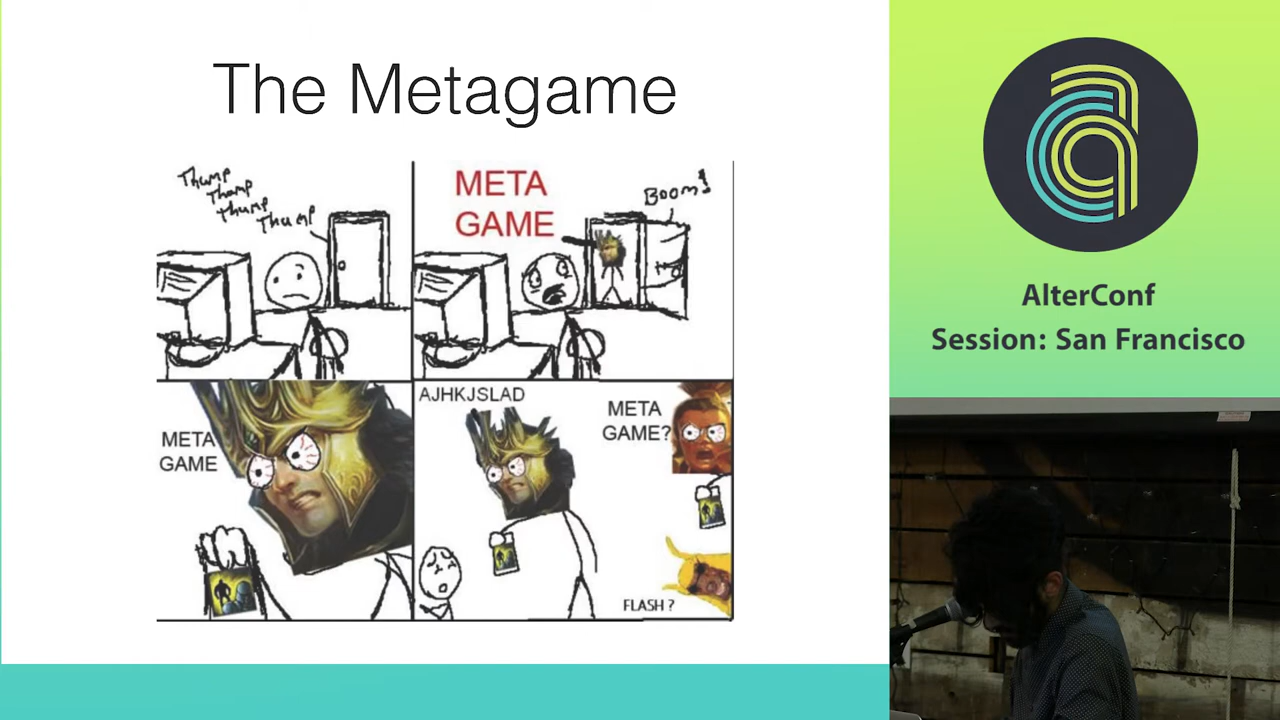 The Metagame
Thump
Thump
Thump
Thump
META
GAME
Boom!
META
GAME
AJHKJSLAD
META
GAME?
FLASH ?
AlterConf
Session: San Francisco